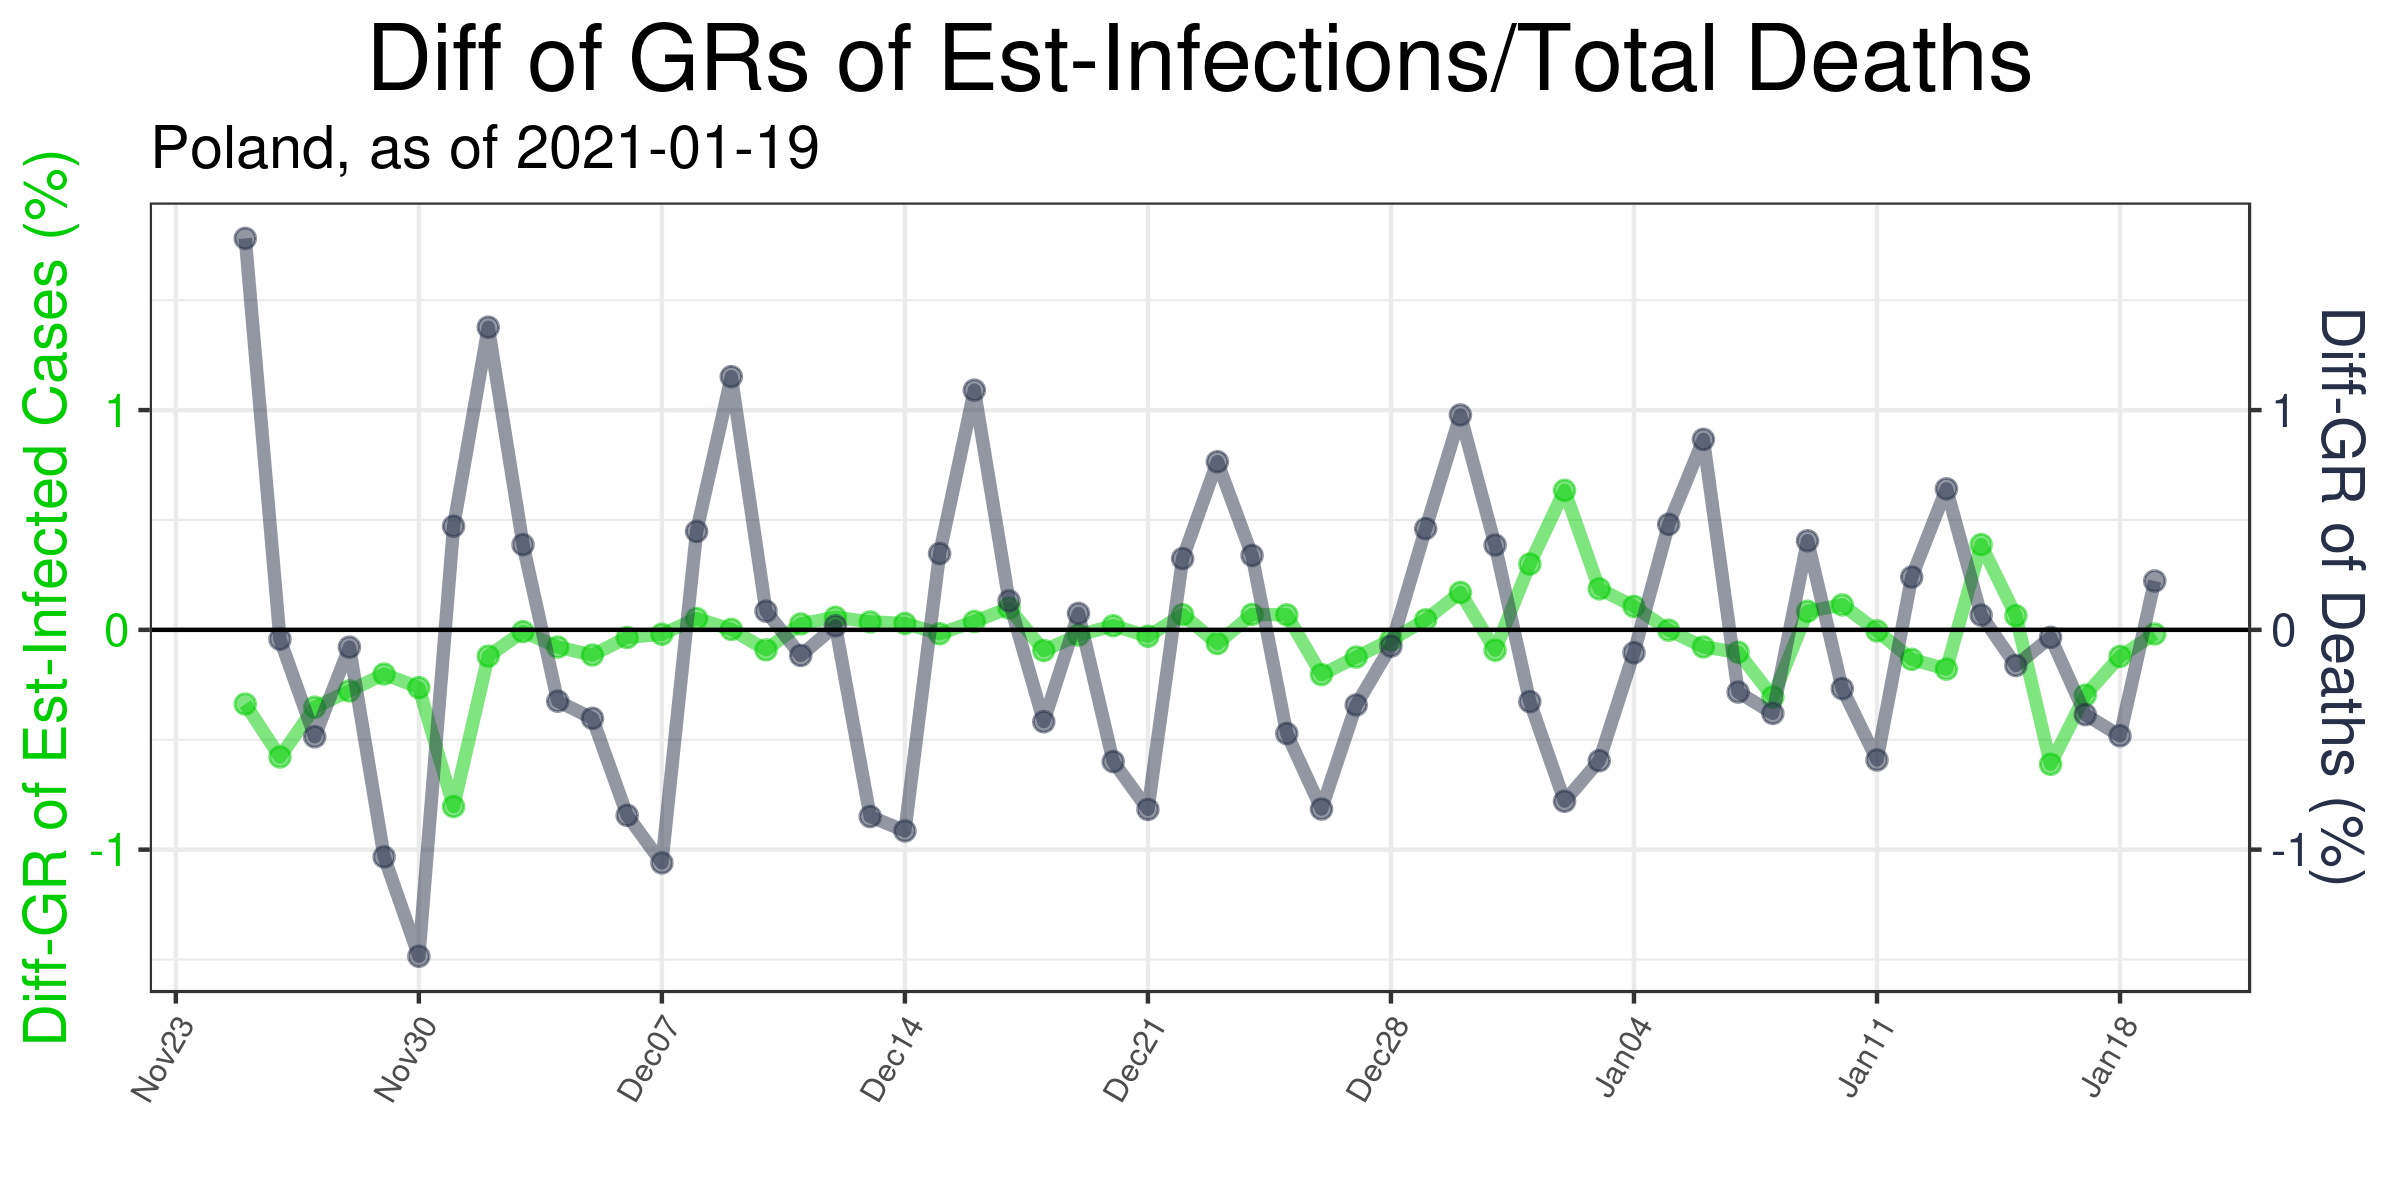 Diff of GRs of Est-Infections/Total Deaths
Poland, as of 2021-01-19
Diff-GR of Est-Infected Cases (%)
1
0
-1
1
0
-1
Diff-GR of Deaths (%)
Nov23
Nov30
Dec07
Dec14
Dec21
Dec28
Jan04
Jan11
Jan18